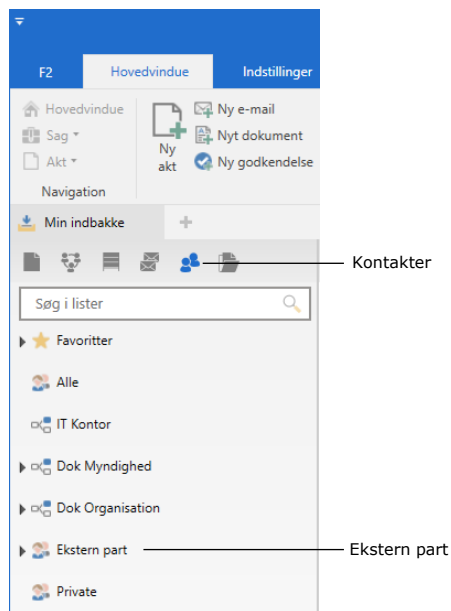 F2 Hovedvindue Indstillinger
Hovedvindue
Sag
Akt
Navigation
Ny
akt
Ny e-mail
Nyt dokument
Ny godkendelse
Min indbakke
Kontakter
Søg i lister
Favoritter
Alle
IT Kontor
Dok Myndighed
Dok Organisation
Ekstern part
Ekstern part
Private